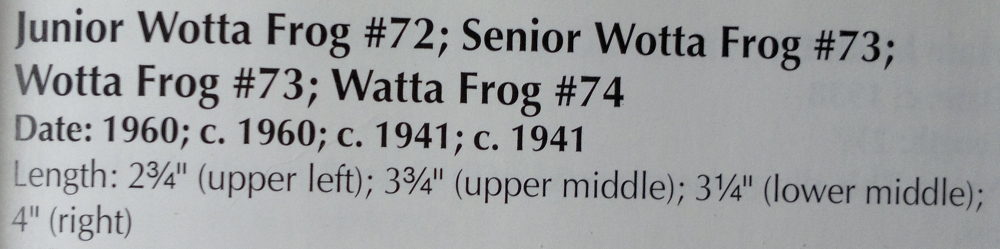 Junior Wotta Frog #72; Senior Wotta Frog #73;
Wotta Frog #73; Watta Frog #74
Date: 1960; c. 1960; c. 1941; c. 1941
Length: 2¾" (upper left); 3¾" (upper middle); 3¼" (lower middle);
4" (right)